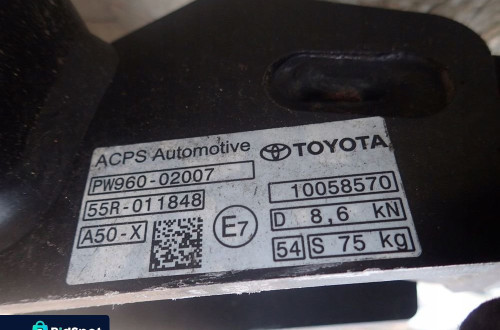 ACPS Automotive TOYOTA
PW960-02007
10058570
55R-011848
E7
D 8,6 kN
A50-X
54 S 75 kg